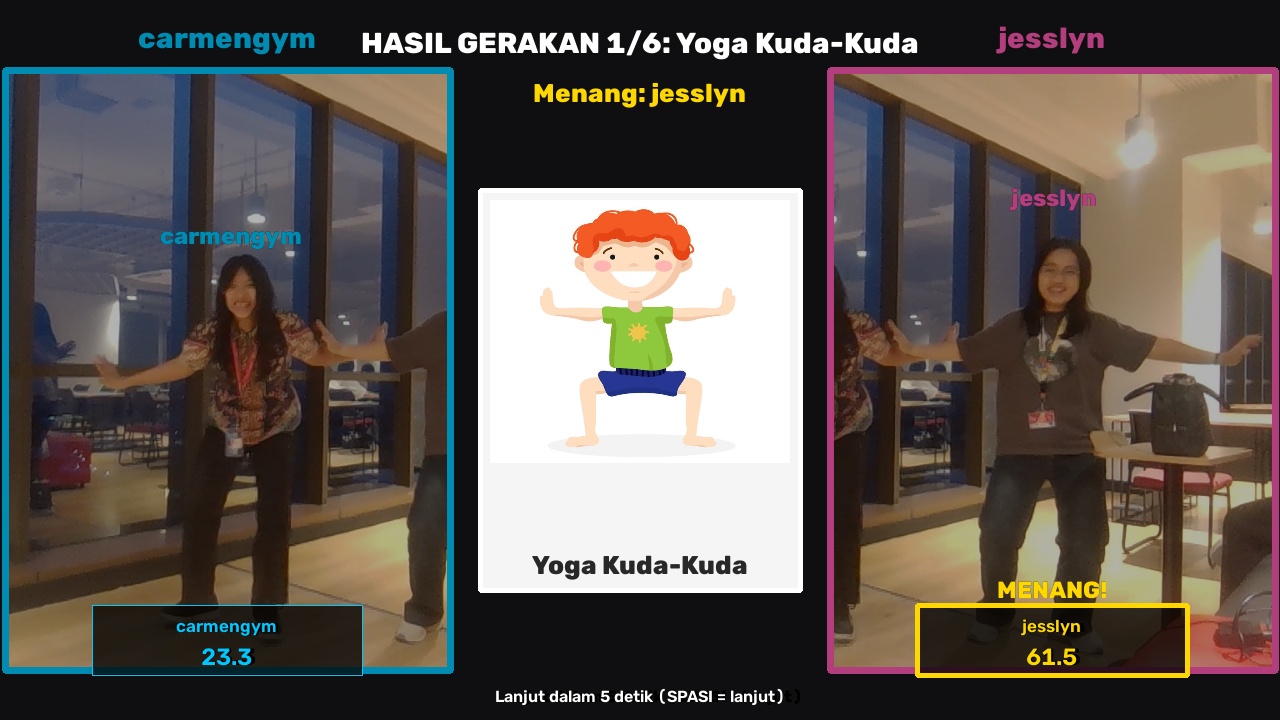 carmengym
HASIL GERAKAN 1/6: Yoga Kuda-Kuda
jesslyn
Menang: jesslyn
carmengym
jesslyn
Yoga Kuda-Kuda
carmengym
23.3
MENANG!
jesslyn
61.5
Lanjut dalam 5 detik (SPASI = lanjut)